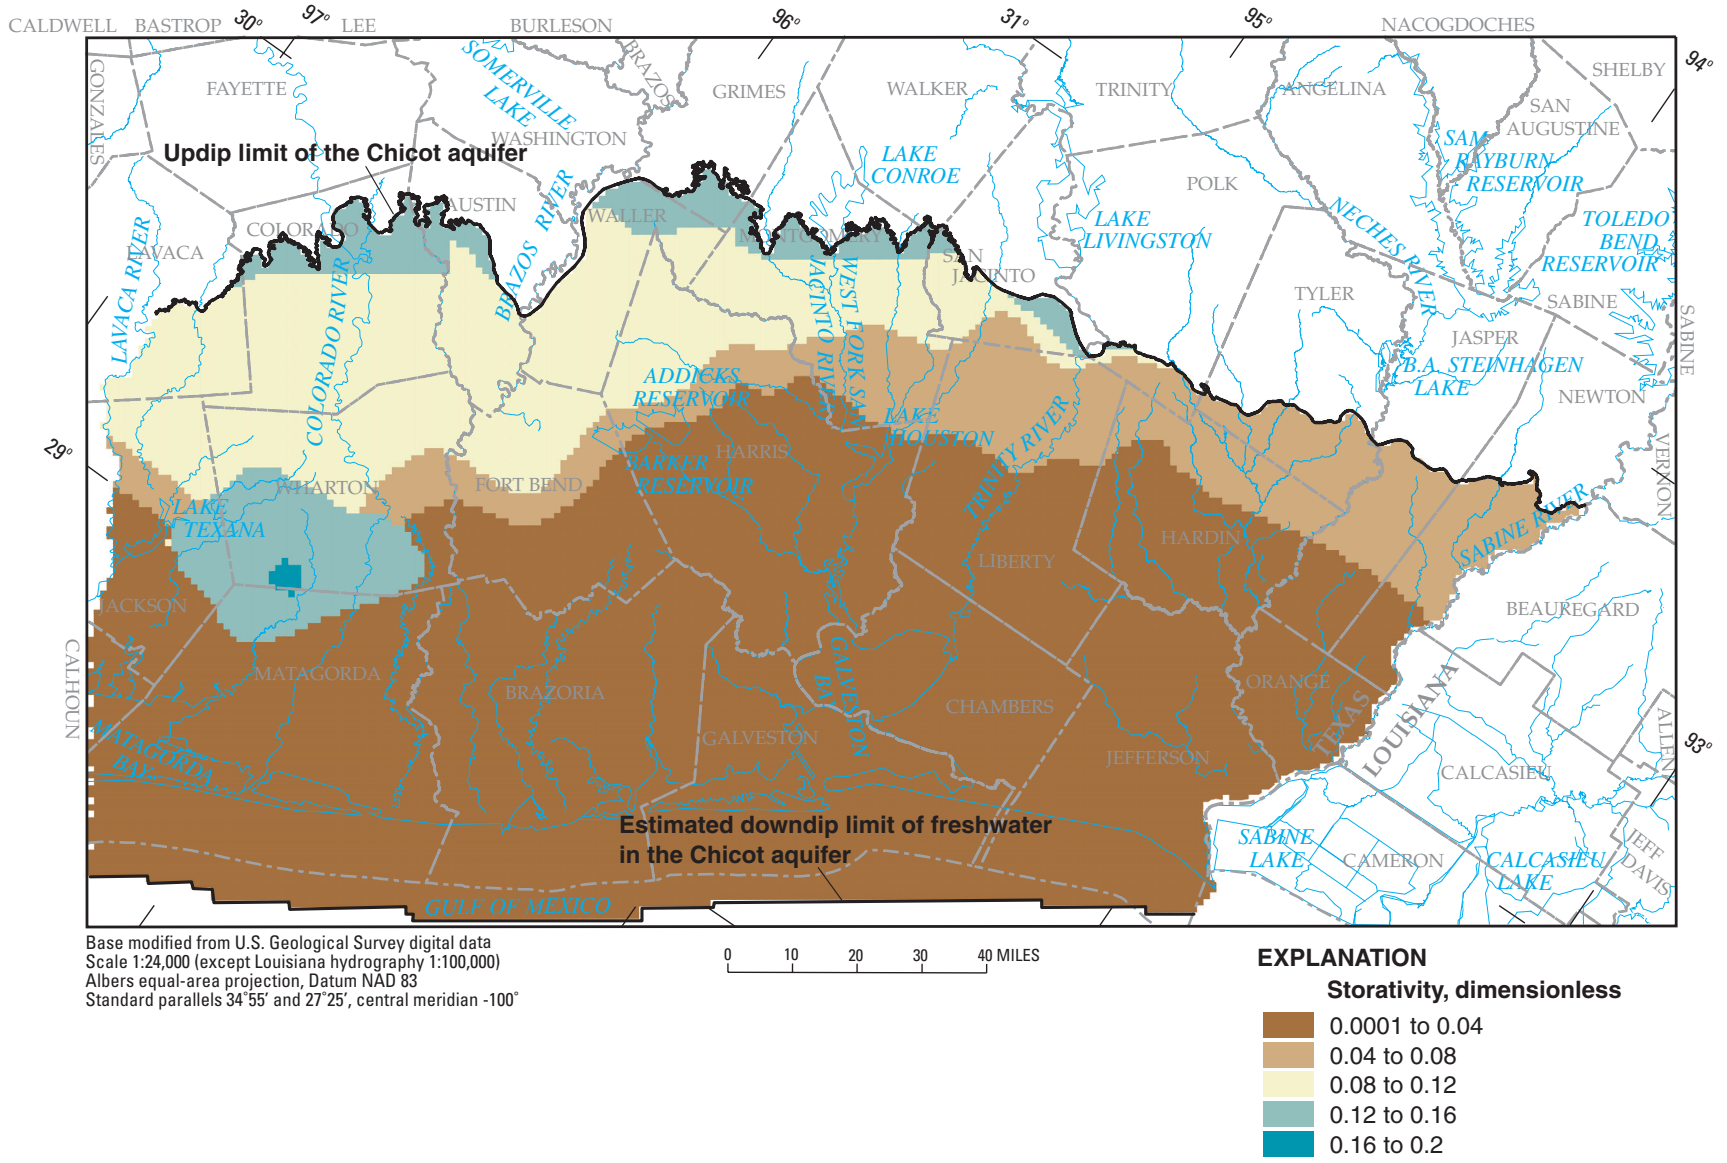 CALDWELL
BASTROP
30°
97°
LEE
BURLESON
96°
31°
95°
NACOGDOCHES
94°
GONZALES
FAYETTE
SOMERVILLE
LAKE
BRAZOS
GRIMES
WALKER
TRINITY
ANGELINA
SHELBY
SAN
AUGUSTINE
WASHINGTON
Updip limit of the Chicot aquifer
LAKE
CONROE
SAM
RAYBURN
RESERVOIR
POLK
AUSTIN
WALLER
COLORADO
LAVACA
LAVACA RIVER
BRAZOS RIVER
MONTGOMERY
SAN
JACINTO
LAKE
LIVINGSTON
NECHES RIVER
TOLEDO
BEND
RESERVOIR
COLORADO RIVER
WEST FORK SAN
JACINTO RIVER
TYLER
SABINE
SABINE
JASPER
B.A. STEINHAGEN
LAKE
NEWTON
ADDICKS
RESERVOIR
LAKE
HOUSTON
TRINITY RIVER
29°
HARRIS
BARKER
RESERVOIR
WHARTON
FORT BEND
VERNON
LAKE
TEXANA
SABINE RIVER
HARDIN
LIBERTY
JACKSON
BEAUREGARD
CALHOUN
MATAGORDA
BRAZORIA
GALVESTON
BAY
CHAMBERS
ORANGE
TEXAS
LOUISIANA
ALLEN
93°
MATAGORDA
BAY
GALVESTON
JEFFERSON
CALCASIEU
Estimated downdip limit of freshwater
in the Chicot aquifer
SABINE
LAKE
CAMERON
CALCASIEU
LAKE
JEFF
DAVIS
GULF OF MEXICO
Base modified from U.S. Geological Survey digital data
Scale 1:24,000 (except Louisiana hydrography 1:100,000)
Albers equal-area projection, Datum NAD 83
Standard parallels 34°55′ and 27°25′, central meridian -100°
0 10 20 30 40 MILES
EXPLANATION
Storativity, dimensionless
0.0001 to 0.04
0.04 to 0.08
0.08 to 0.12
0.12 to 0.16
0.16 to 0.2